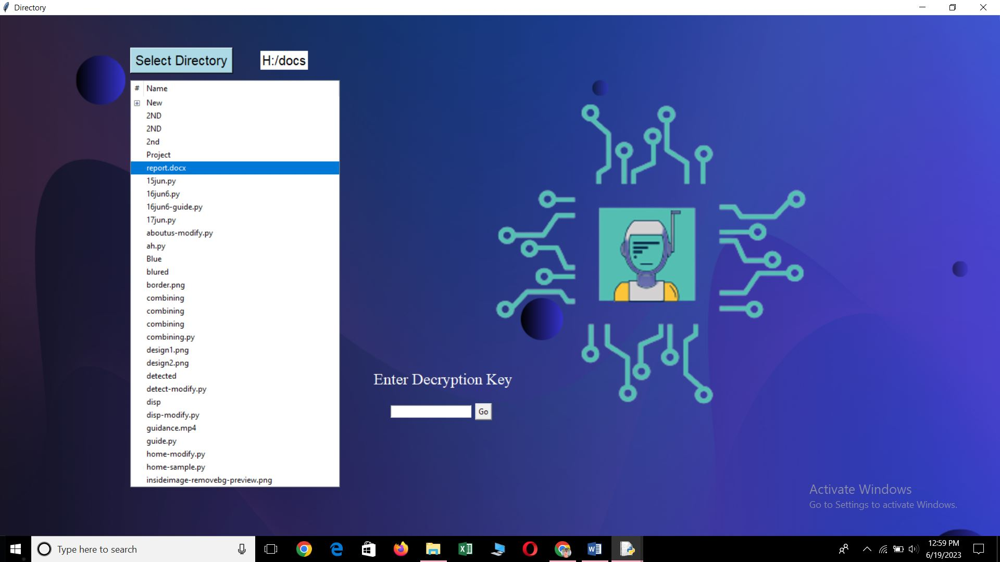 Directory
Select Directory
H:/docs
# Name
New
2ND
2ND
2nd
Project
report.docx
15jun.py
16jun6.py
16jun6-guide.py
17jun.py
aboutus-modify.py
ah.py
Blue
blured
border.png
combining
combining
combining
combining.py
design1.png
design2.png
detected
detect-modify.py
disp
disp-modify.py
guidance.mp4
guide.py
home-modify.py
home-sample.py
insideimage-removebg-preview.png
Enter Decryption Key
Go
Activate Windows
Go to Settings to activate Windows.
Type here to search
12:59 PM
6/19/2023